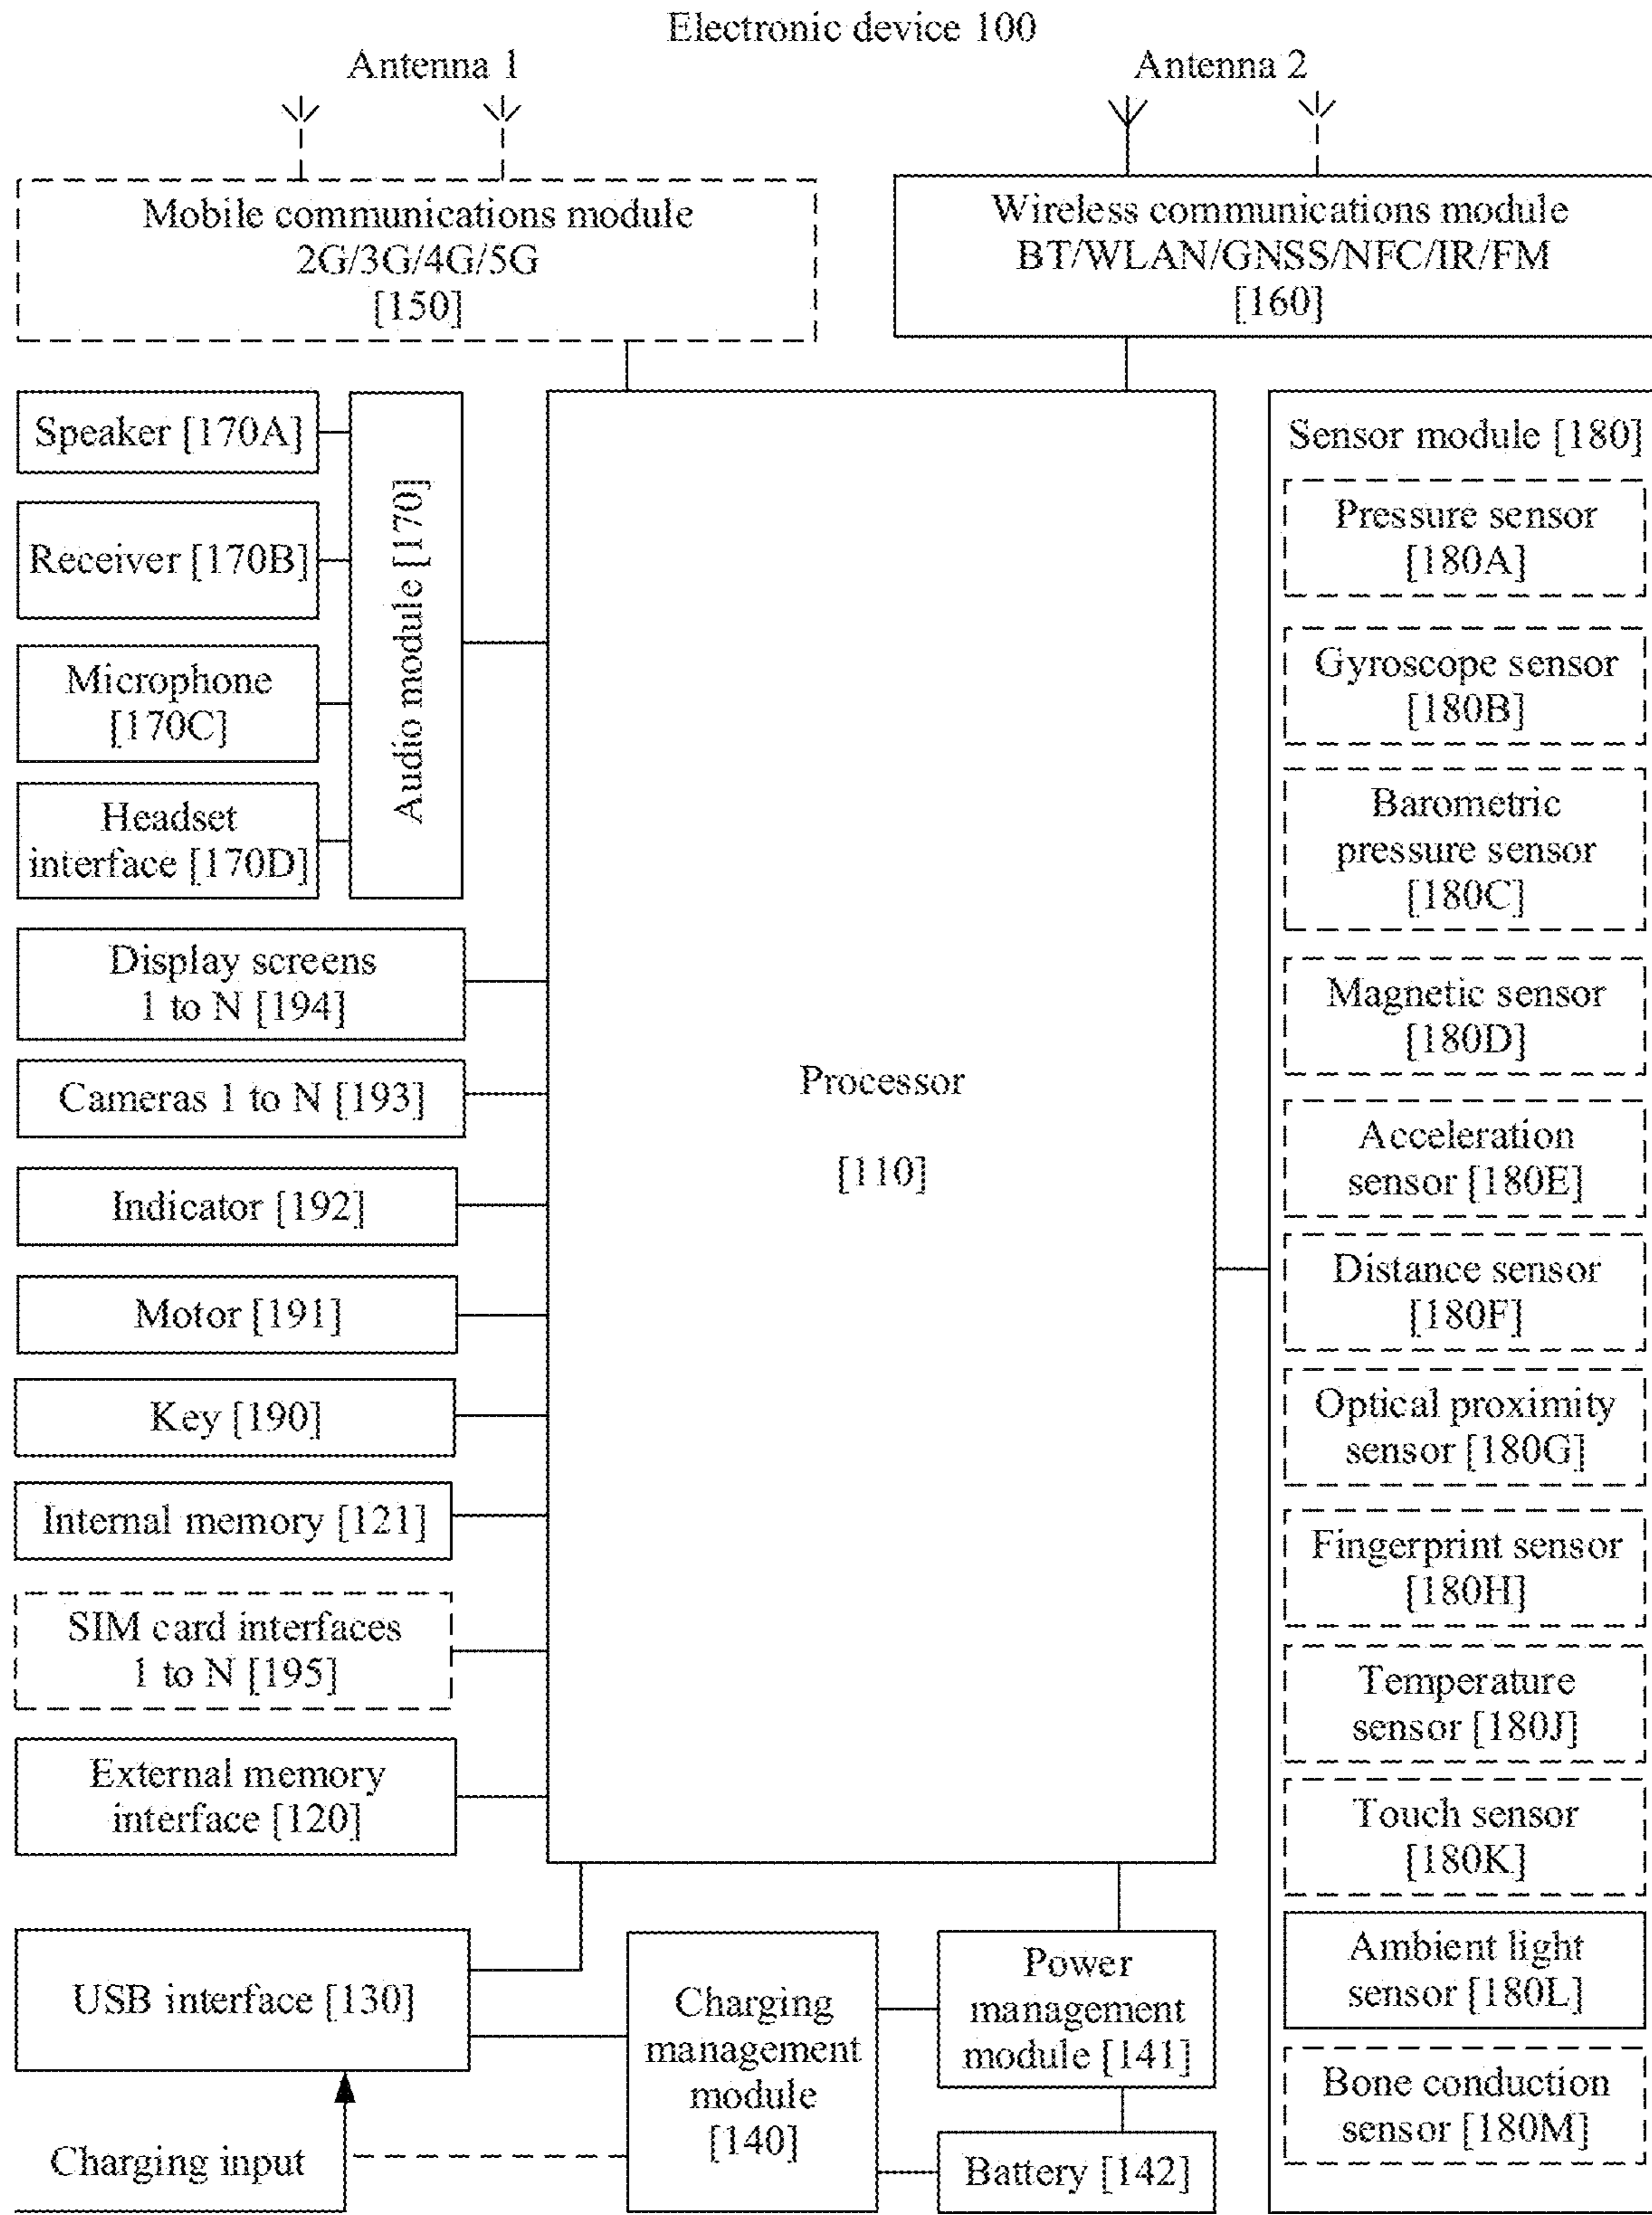 Electronic device 100
Antenna 1
Antenna 2
Mobile communications module
2G/3G/4G/5G
[150]
Wireless communications module
BT/WLAN/GNSS/NFC/IR/FM
[160]
Speaker [170A]
Receiver [170B]
Microphone
[170C]
Headset
interface [170D]
Audio module [170]
Display screens
1 to N [194]
Cameras 1 to N [193]
Indicator [192]
Motor [191]
Key [190]
Internal memory [121]
SIM card interfaces
1 to N [195]
External memory
interface [120]
Processor
[110]
Sensor module [180]
Pressure sensor
[180A]
Gyroscope sensor
[180B]
Barometric
pressure sensor
[180C]
Magnetic sensor
[180D]
Acceleration
sensor [180E]
Distance sensor
[180F]
Optical proximity
sensor [180G]
Fingerprint sensor
[180H]
Temperature
sensor [180J]
Touch sensor
[180K]
Ambient light
sensor [180L]
Bone conduction
sensor [180M]
USB interface [130]
Charging input
Charging
management
module
[140]
Power
management
module [141]
Battery [142]